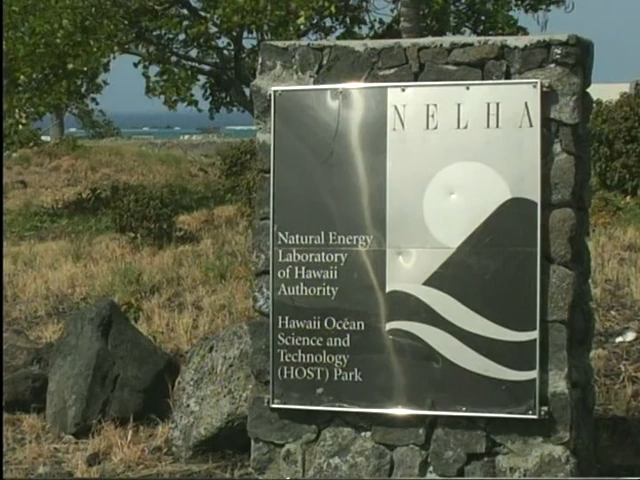 NELHA
Natural Energy
Laboratory
of Hawaii
Authority
Hawaii Ocean
Science and
Technology
(HOST) Park